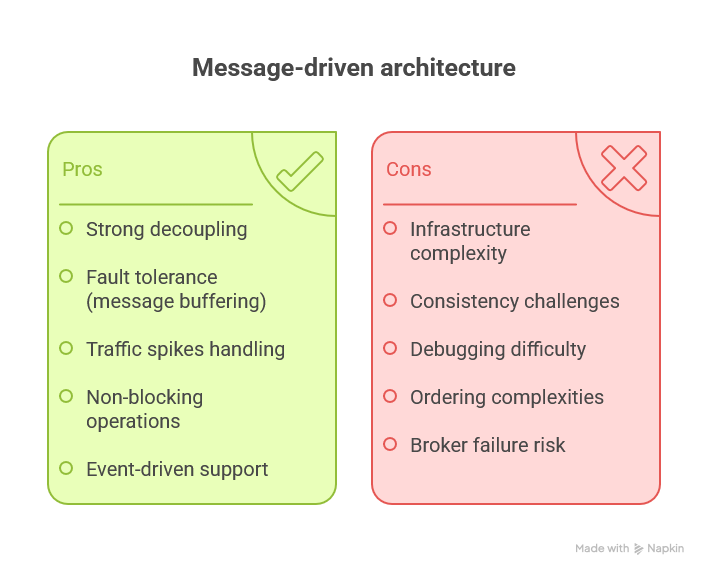 Message-driven architecture
Pros
Strong decoupling
Fault tolerance
(message buffering)
Traffic spikes handling
Non-blocking
operations
Event-driven support
Cons
Infrastructure
complexity
Consistency challenges
Debugging difficulty
Ordering complexities
Broker failure risk
Made with Napkin